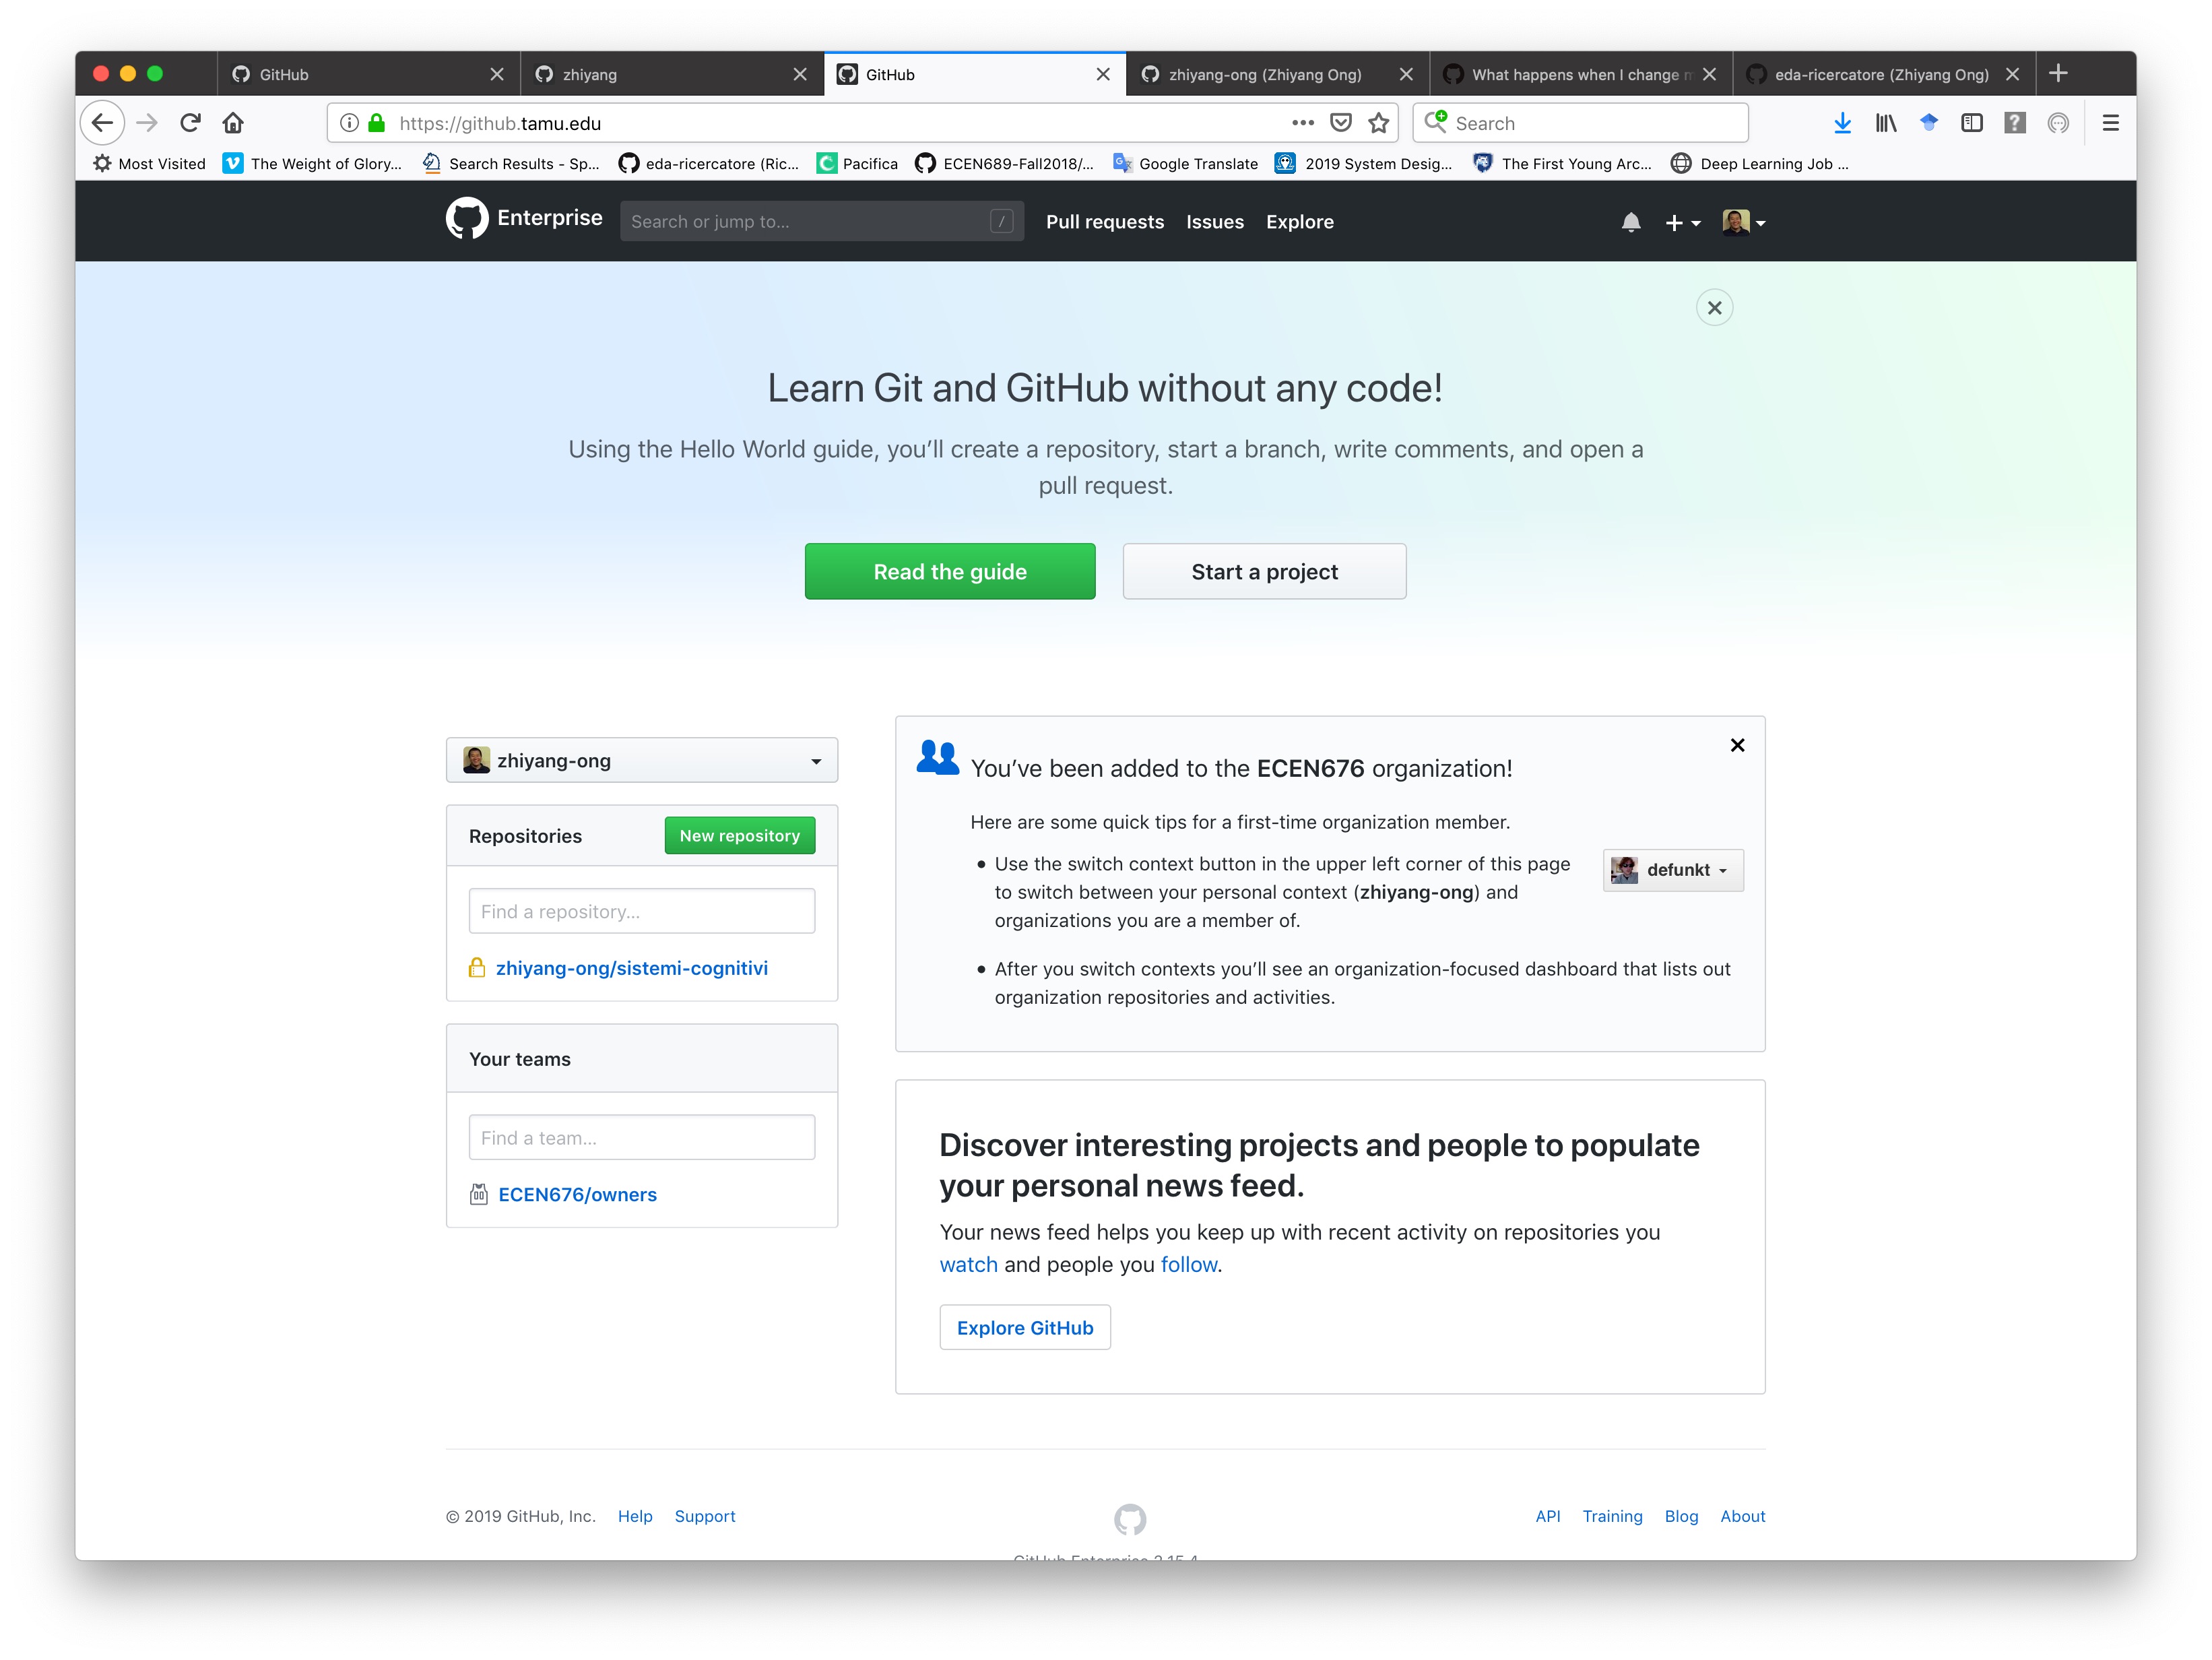 GitHub
zhiyang
GitHub
zhiyang-ong (Zhiyang Ong)
What happens when I change m
eda-ricercatore (Zhiyang Ong)
https://github.tamu.edu
Search
Most Visited
The Weight of Glory...
Search Results - Sp...
eda-ricercatore (Ric...
Pacifica
ECEN689-Fall2018/...
Google Translate
2019 System Desig...
The First Young Arc...
Deep Learning Job ...
Enterprise
Search or jump to...
/
Pull requests
Issues
Explore
Learn Git and GitHub without any code!
Using the Hello World guide, you’ll create a repository, start a branch, write comments, and open a
pull request.
Read the guide
Start a project
zhiyang-ong
Repositories
New repository
Find a repository...
zhiyang-ong/sistemi-cognitivi
Your teams
Find a team...
ECEN676/owners
You’ve been added to the ECEN676 organization!
Here are some quick tips for a first-time organization member.
Use the switch context button in the upper left corner of this page
to switch between your personal context (zhiyang-ong) and
organizations you are a member of.
defunkt
After you switch contexts you’ll see an organization-focused dashboard that lists out
organization repositories and activities.
Discover interesting projects and people to populate
your personal news feed.
Your news feed helps you keep up with recent activity on repositories you
watch and people you follow.
Explore GitHub
© 2019 GitHub, Inc.
Help
Support
API
Training
Blog
About
GitHub Enterprise 2.15.4